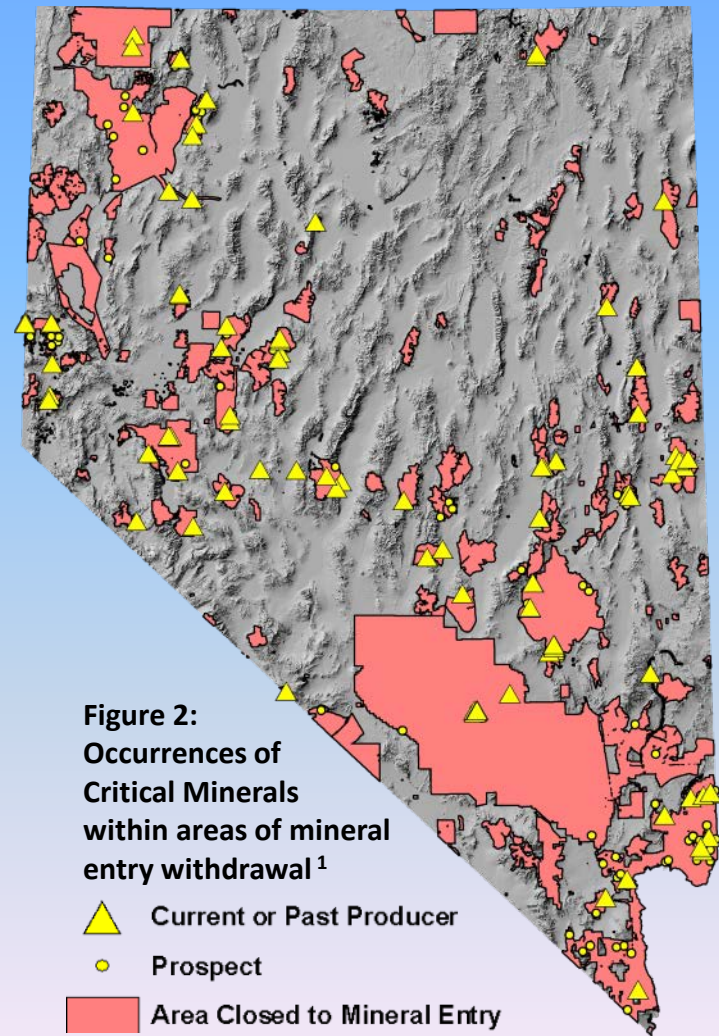 Figure 2:
Occurrences of
Critical Minerals
within areas of mineral
entry withdrawal ¹
Current or Past Producer
Prospect
Area Closed to Mineral Entry